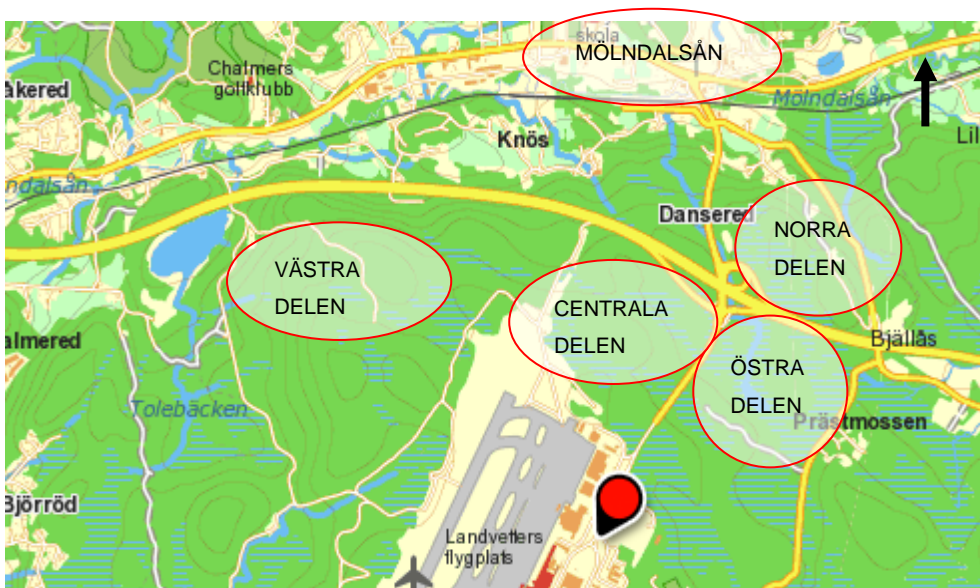 skola
MÖLNDALSÅN
Chalmers
golfklubb
åkered
Mölndalsån
Knös
Lil
ndalsån
Dansered
NORRA
DELEN
VÄSTRA
DELEN
CENTRALA
DELEN
almered
Bjällås
ÖSTRA
DELEN
Tolebäcken
Prästmossen
Björröd
Landvetters
flygplats